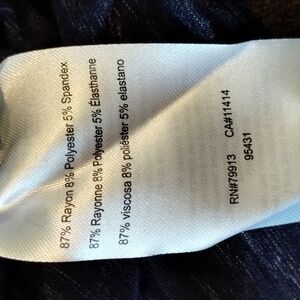 87% Rayon 8% Polyester 5% Spandex
87% Rayonne 8% Polyester 5% Élasthanne
87% viscosa 8% poliéster 5% elastano
RN#79913 CA#11414
95431